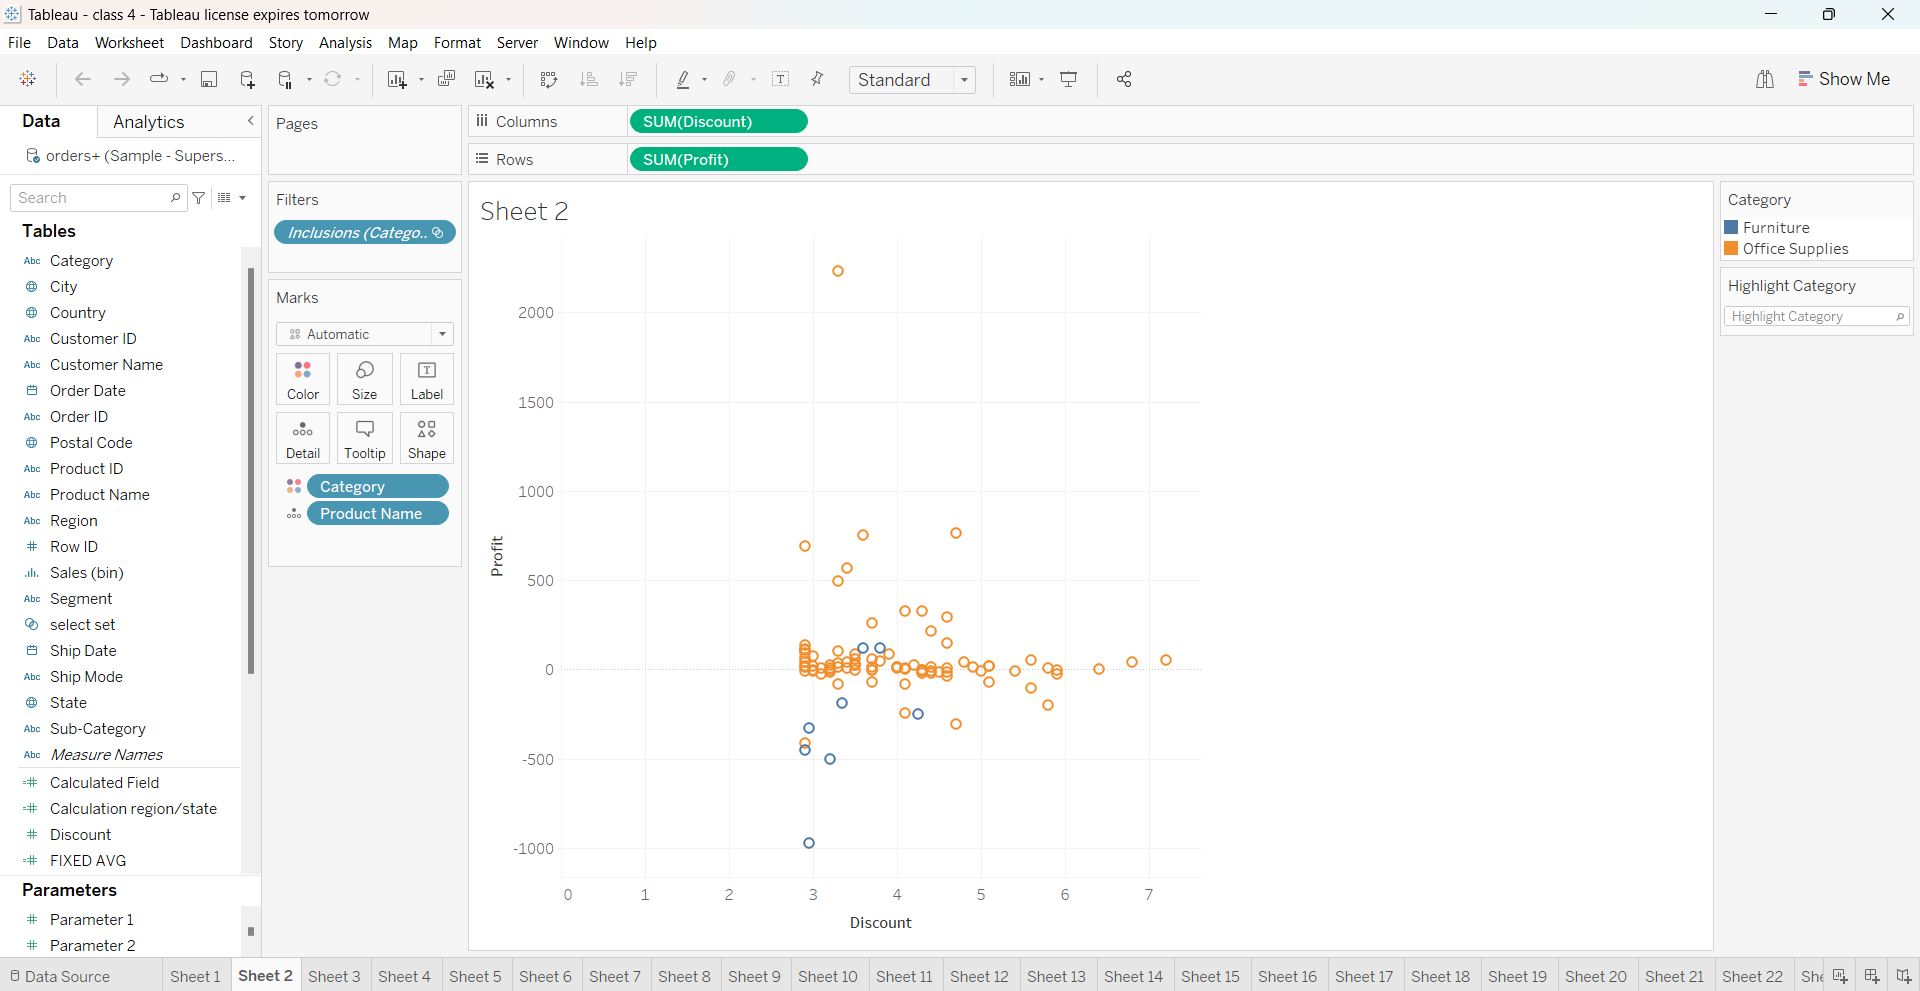 Tableau - class 4 - Tableau license expires tomorrow
File Data Worksheet Dashboard Story Analysis Map Format Server Window Help
Standard
Show Me
Data Analytics
orders+ (Sample - Supers...
Search
Tables
Abc Category
City
Country
Abc Customer ID
Abc Customer Name
Order Date
Abc Order ID
Postal Code
Abc Product ID
Abc Product Name
Abc Region
# Row ID
Sales (bin)
Abc Segment
select set
Ship Date
Abc Ship Mode
State
Abc Sub-Category
Abc Measure Names
=# Calculated Field
=# Calculation region/state
# Discount
=# FIXED AVG
Parameters
# Parameter 1
# Parameter 2
Pages
Filters
Inclusions (Catego..
Marks
Automatic
Color Size Label
Detail Tooltip Shape
Category
Product Name
Columns SUM(Discount)
Rows SUM(Profit)
Sheet 2
Profit
2000
1500
1000
500
0
-500
-1000
0 1 2 3 4 5 6 7
Discount
Category
Furniture
Office Supplies
Highlight Category
Highlight Category
Data Source Sheet 1 Sheet 2 Sheet 3 Sheet 4 Sheet 5 Sheet 6 Sheet 7 Sheet 8 Sheet 9 Sheet 10 Sheet 11 Sheet 12 Sheet 13 Sheet 14 Sheet 15 Sheet 16 Sheet 17 Sheet 18 Sheet 19 Sheet 20 Sheet 21 Sheet 22 She